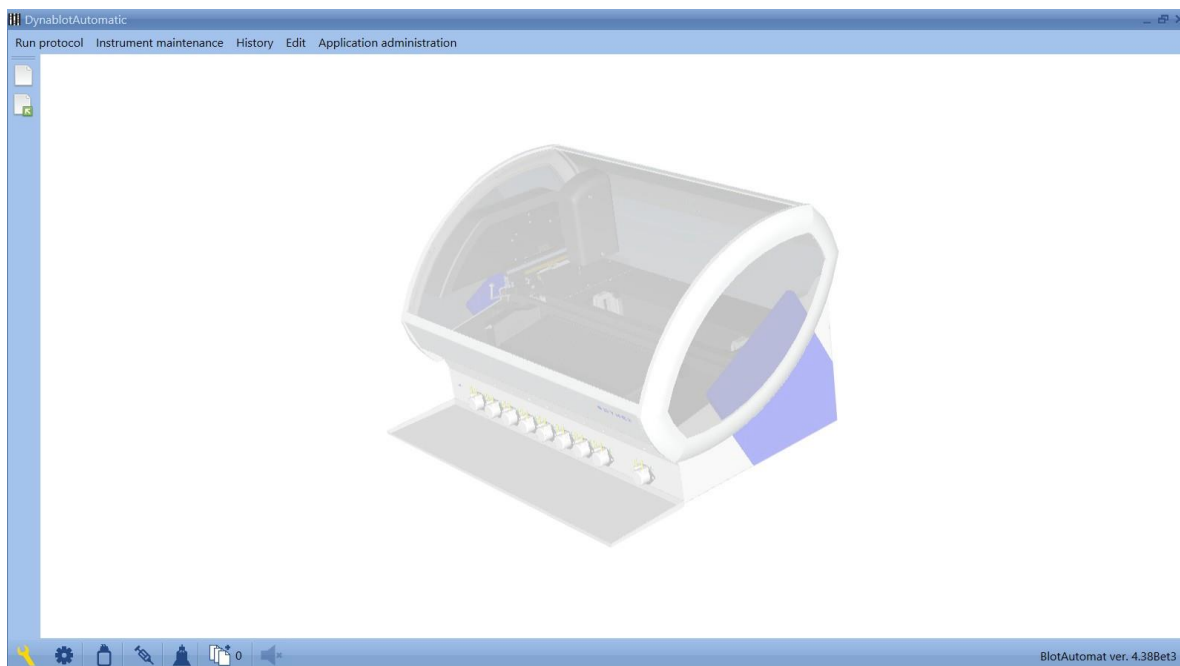 DynablotAutomatic
Run protocol Instrument maintenance History Edit Application administration
0
BlotAutomat ver. 4.38Bet3